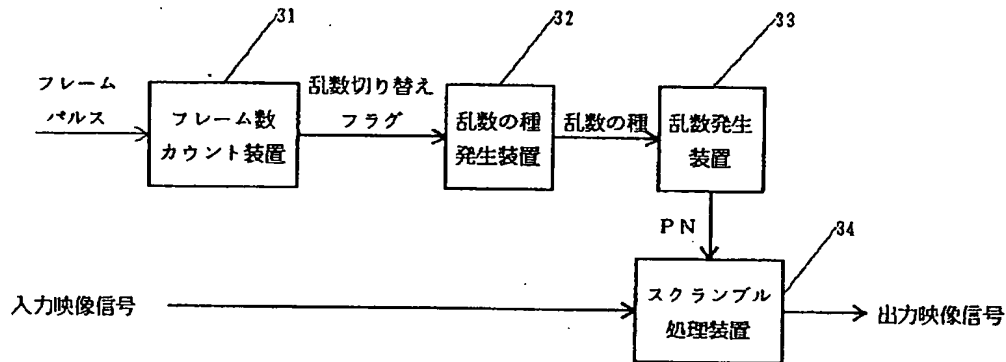 31
32
33
フレーム
パルス
フレーム数
カウント装置
乱数切り替え
フラグ
乱数の種
発生装置
乱数の種
乱数発生
装置
PN
34
入力映像信号
スクランブル
処理装置
出力映像信号